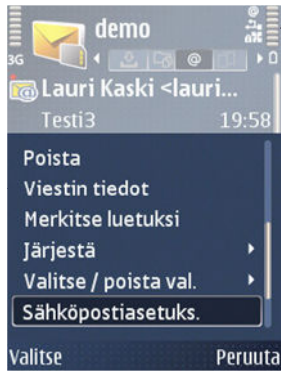 demo
3G
@
Lauri Kaski <lauri...
Testi3 19:58
Poista
Viestin tiedot
Merkitse luetuksi
Järjestä
Valitse / poista val.
Sähköpostiasetuks.
Valitse Peruuta